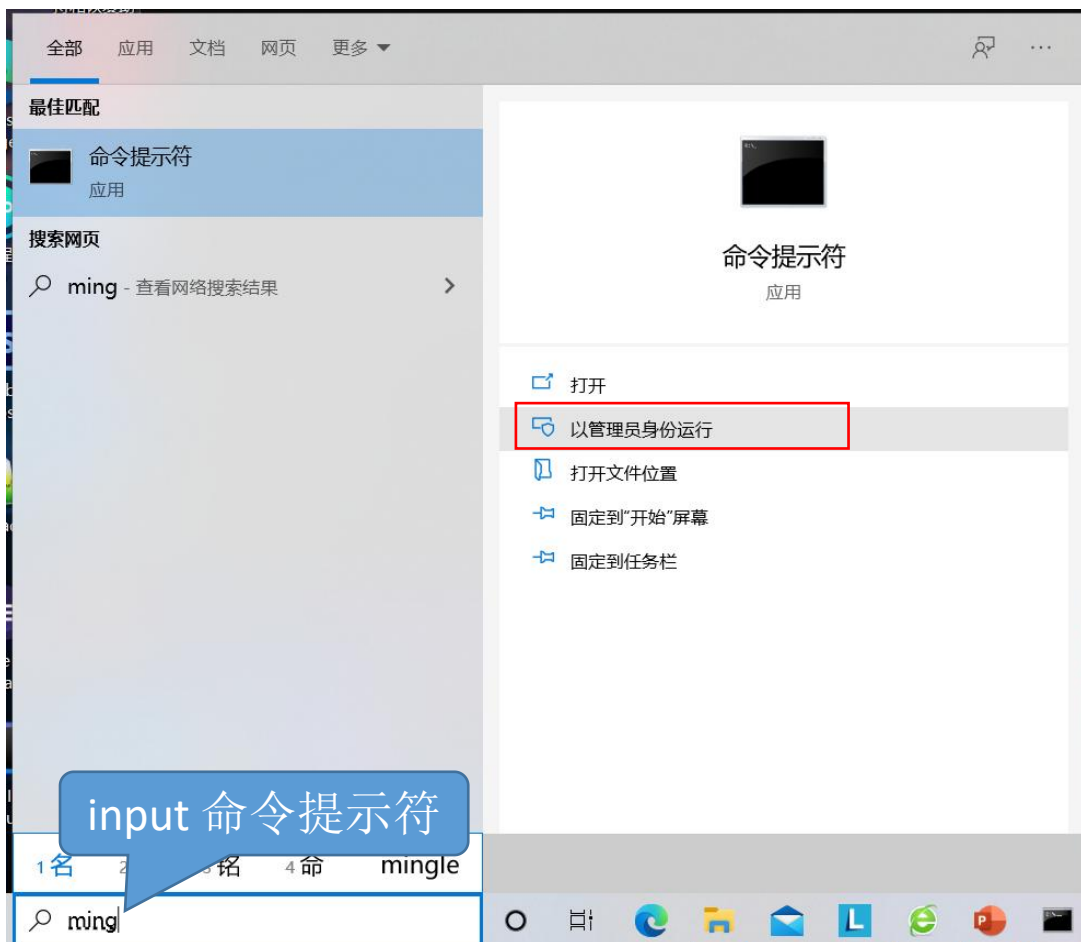 全部 应用 文档 网页 更多
最佳匹配
命令提示符
应用
搜索网页
ming - 查看网络搜索结果
命令提示符
应用
打开
以管理员身份运行
打开文件位置
固定到"开始"屏幕
固定到任务栏
input 命令提示符
1 名 2 铭 4 命 mingle
ming